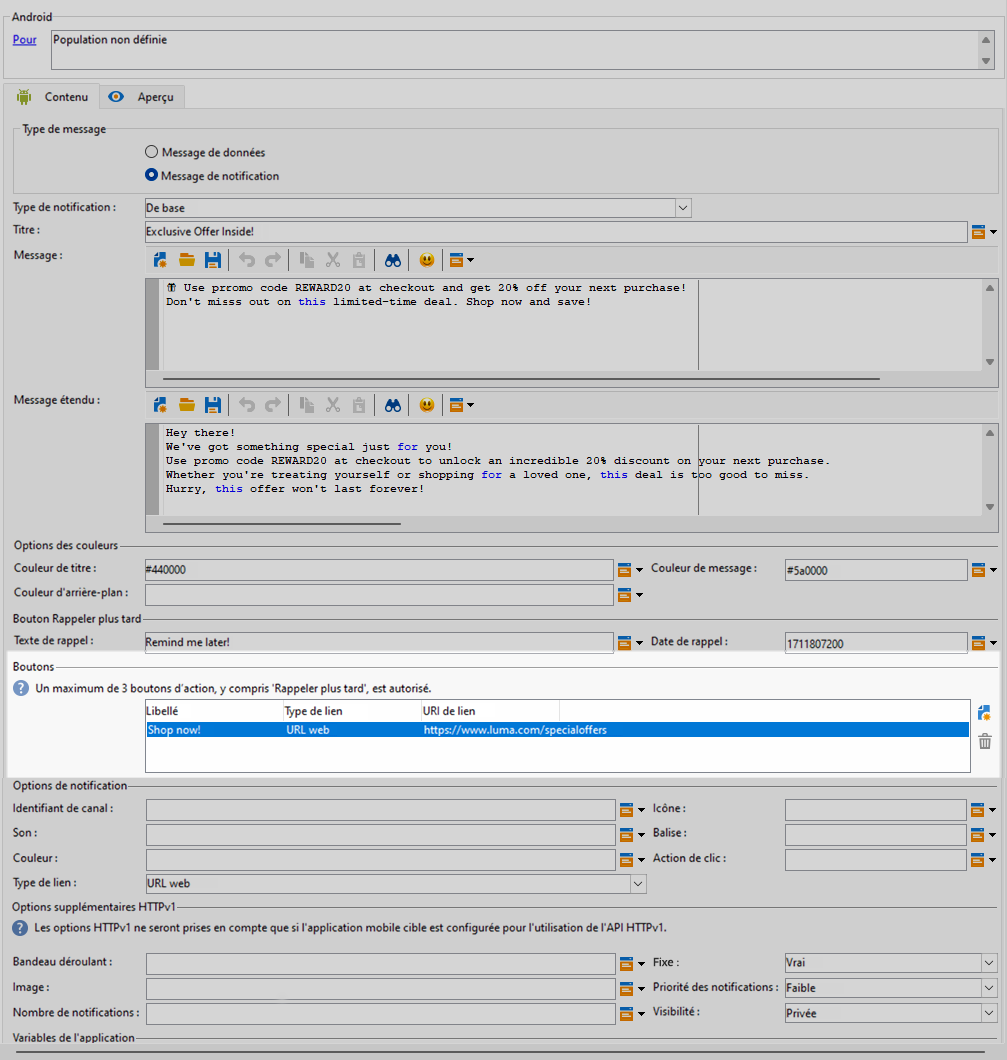 Android
Pour Population non définie
Contenu Aperçu
Type de message
Message de données
Message de notification
Type de notification : De base
Titre : Exclusive Offer Inside!
Message :
Use prromo code REWARD20 at checkout and get 20% off your next purchase!
Don't misss out on this limited-time deal. Shop now and save!
Message étendu :
Hey there!
We've got something special just for you!
Use promo code REWARD20 at checkout to unlock an incredible 20% discount on your next purchase.
Whether you're treating yourself or shopping for a loved one, this deal is too good to miss.
Hurry, this offer won't last forever!
Options des couleurs
Couleur de titre : #440000 Couleur de message : #5a0000
Couleur d'arrière-plan :
Bouton Rappeler plus tard
Texte de rappel : Remind me later! Date de rappel : 1711807200
Boutons
? Un maximum de 3 boutons d'action, y compris 'Rappeler plus tard', est autorisé.
Libellé Type de lien URI de lien
Shop now! URL web https://www.luma.com/specialoffers
Options de notification
Identifiant de canal : Icône :
Son : Balise :
Couleur : Action de clic :
Type de lien : URL web
Options supplémentaires HTTPv1
? Les options HTTPv1 ne seront prises en compte que si l'application mobile cible est configurée pour l'utilisation de l'API HTTPv1.
Bandeau déroulant : Fixe : Vrai
Image : Priorité des notifications : Faible
Nombre de notifications : Visibilité : Privée
Variables de l'application